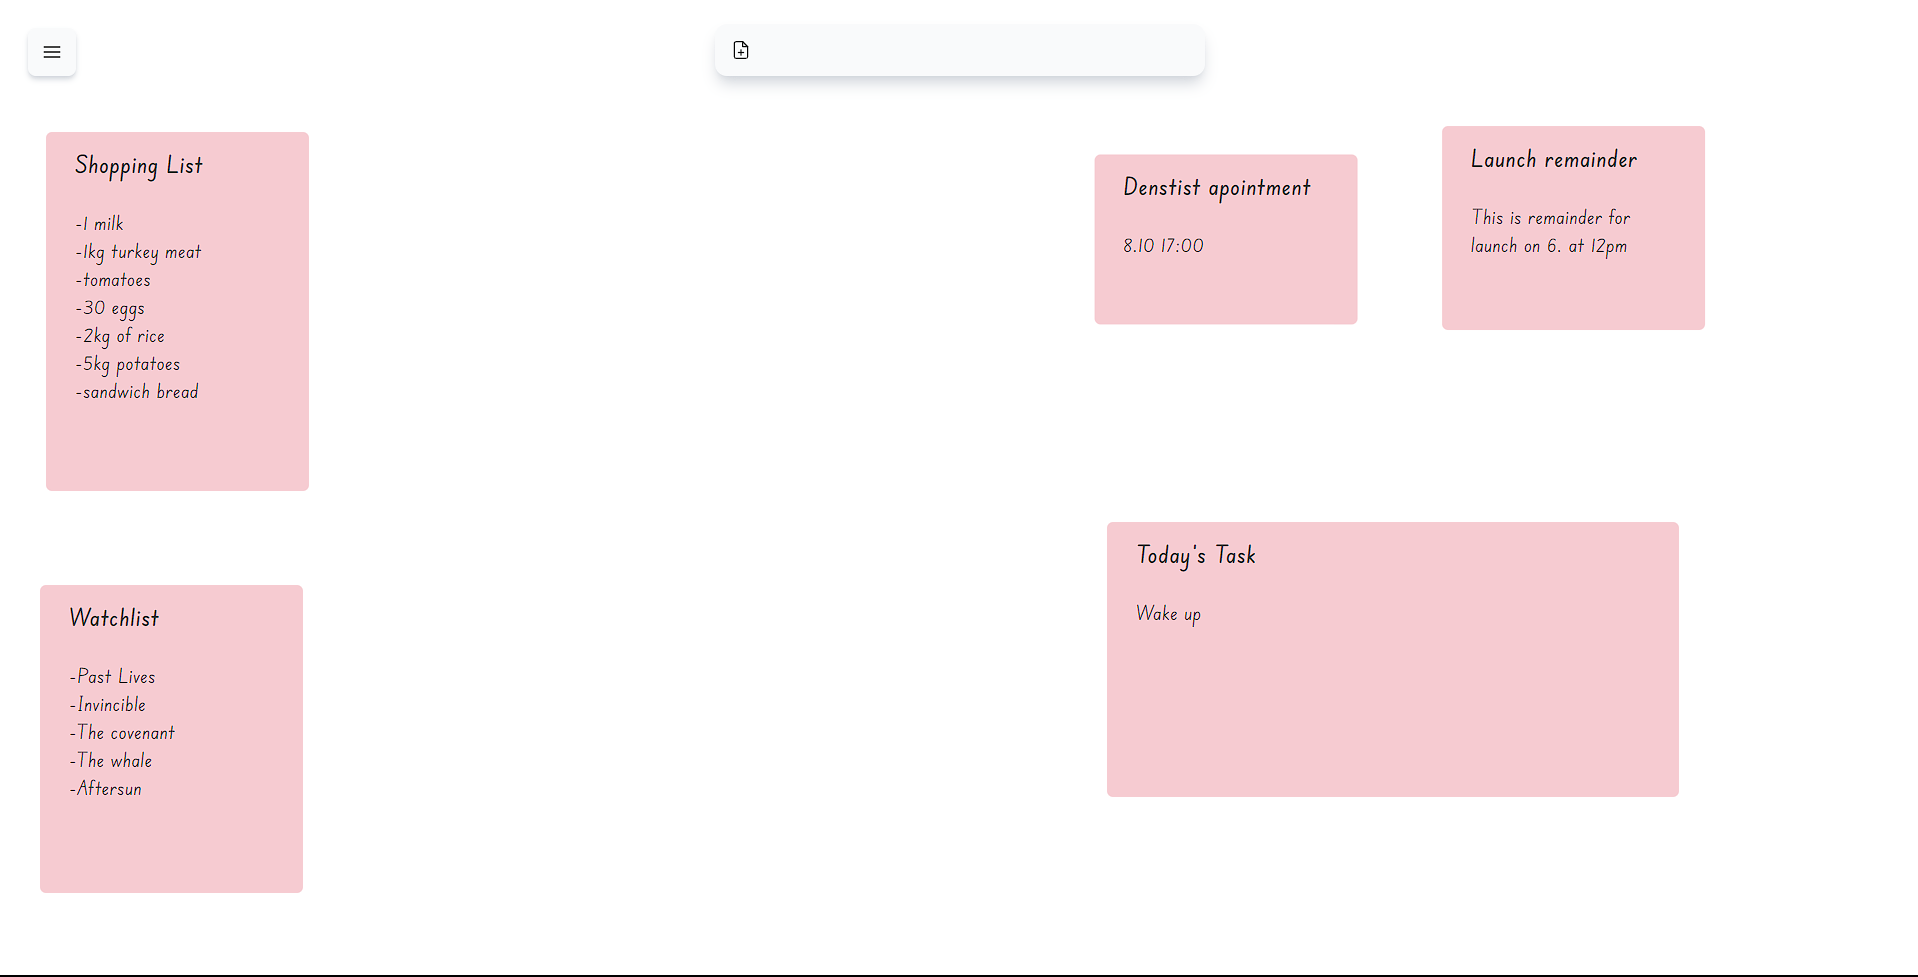 Shopping List
-1 milk
-1kg turkey meat
-tomatoes
-30 eggs
-2kg of rice
-5kg potatoes
-sandwich bread
Watchlist
-Past Lives
-Invincible
-The covenant
-The whale
-Aftersun
Denstist apointment
8.10 17:00
Launch remainder
This is remainder for
launch on 6. at 12pm
Today's Task
Wake up